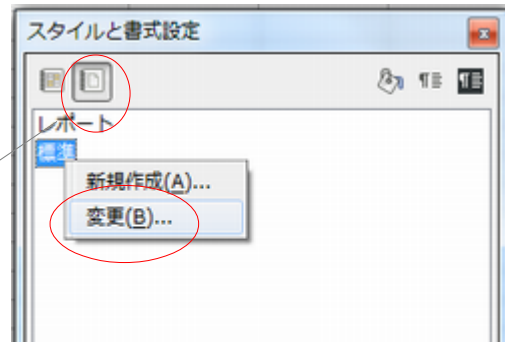 スタイルと書式設定
レポート
標準
新規作成(A)...
変更(B)...